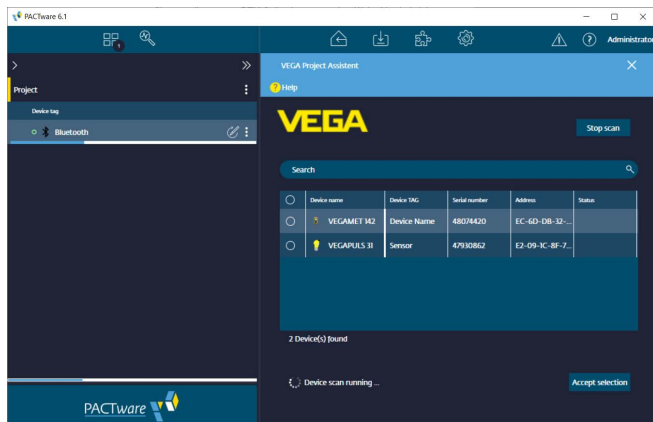 PACTware 6.1
1
Administrator
VEGA Project Assistent
Project
? Help
Device tag
VEGA
Bluetooth
Stop scan
Search
Device name Device TAG Serial number Address Status
VEGAMET 142 Device Name 48074420 EC-6D-DB-32-...
VEGAPULS 31 Sensor 47930862 E2-09-1C-8F-7...
2 Device(s) found
Device scan running ...
Accept selection
PACTware